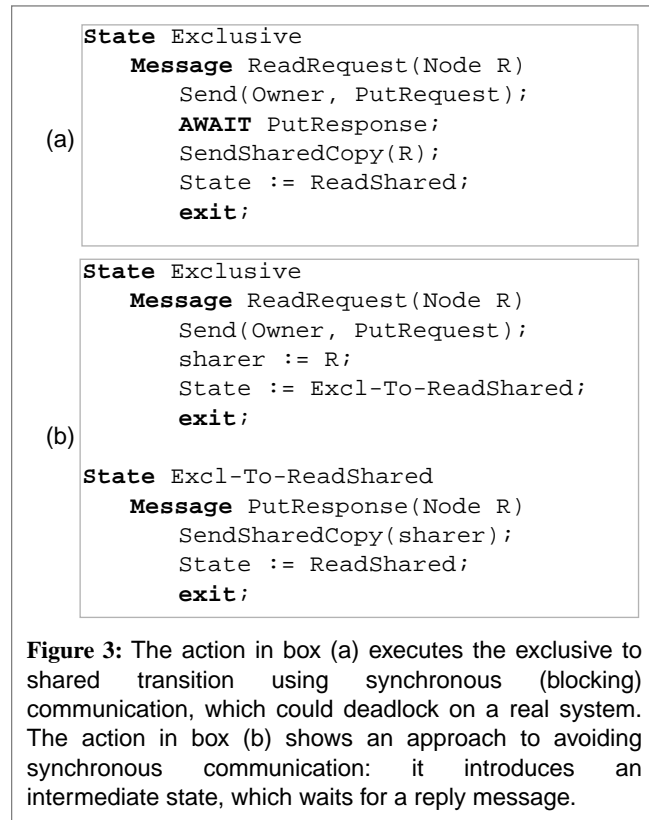 (a)
State Exclusive
Message ReadRequest(Node R)
Send(Owner, PutRequest);
AWAIT PutResponse;
SendSharedCopy(R);
State := ReadShared;
exit;
(b)
State Exclusive
Message ReadRequest(Node R)
Send(Owner, PutRequest);
sharer := R;
State := Excl-To-ReadShared;
exit;
State Excl-To-ReadShared
Message PutResponse(Node R)
SendSharedCopy(sharer);
State := ReadShared;
exit;
Figure 3: The action in box (a) executes the exclusive to
shared transition using synchronous (blocking)
communication, which could deadlock on a real system.
The action in box (b) shows an approach to avoiding
synchronous communication: it introduces an
intermediate state, which waits for a reply message.